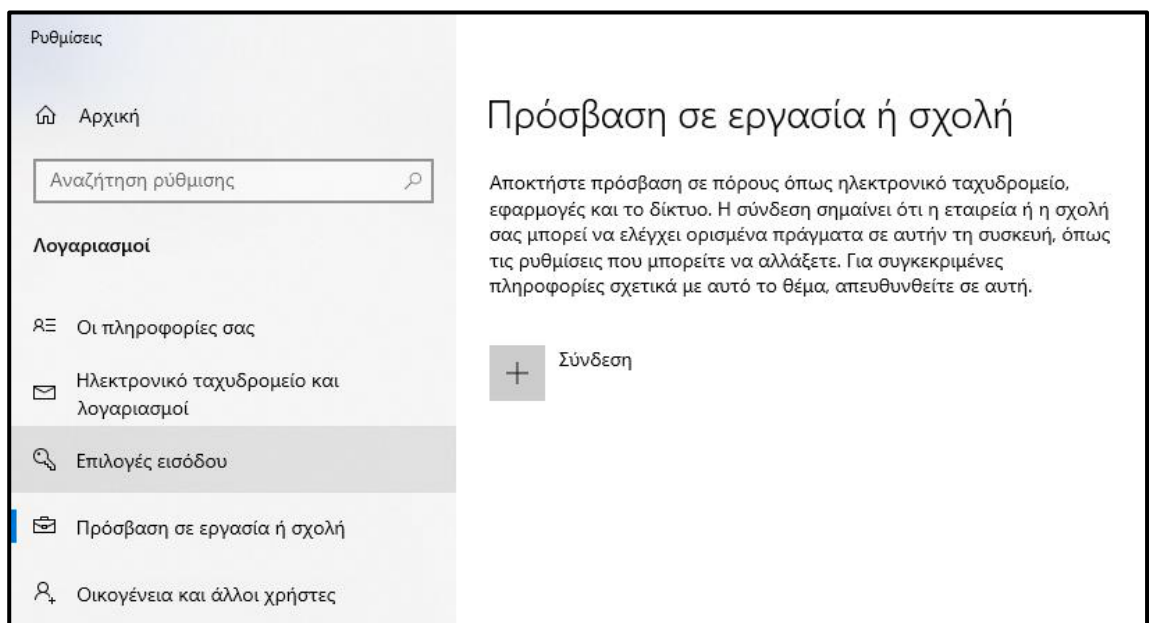 Ρυθμίσεις
Αρχική
Αναζήτηση ρύθμισης
Λογαριασμοί
Οι πληροφορίες σας
Ηλεκτρονικό ταχυδρομείο και
λογαριασμοί
Επιλογές εισόδου
Πρόσβαση σε εργασία ή σχολή
Οικογένεια και άλλοι χρήστες
Πρόσβαση σε εργασία ή σχολή
Αποκτήστε πρόσβαση σε πόρους όπως ηλεκτρονικό ταχυδρομείο,
εφαρμογές και το δίκτυο. Η σύνδεση σημαίνει ότι η εταιρεία ή η σχολή
σας μπορεί να ελέγχει ορισμένα πράγματα σε αυτήν τη συσκευή, όπως
τις ρυθμίσεις που μπορείτε να αλλάξετε. Για συγκεκριμένες
πληροφορίες σχετικά με αυτό το θέμα, απευθυνθείτε σε αυτή.
Σύνδεση